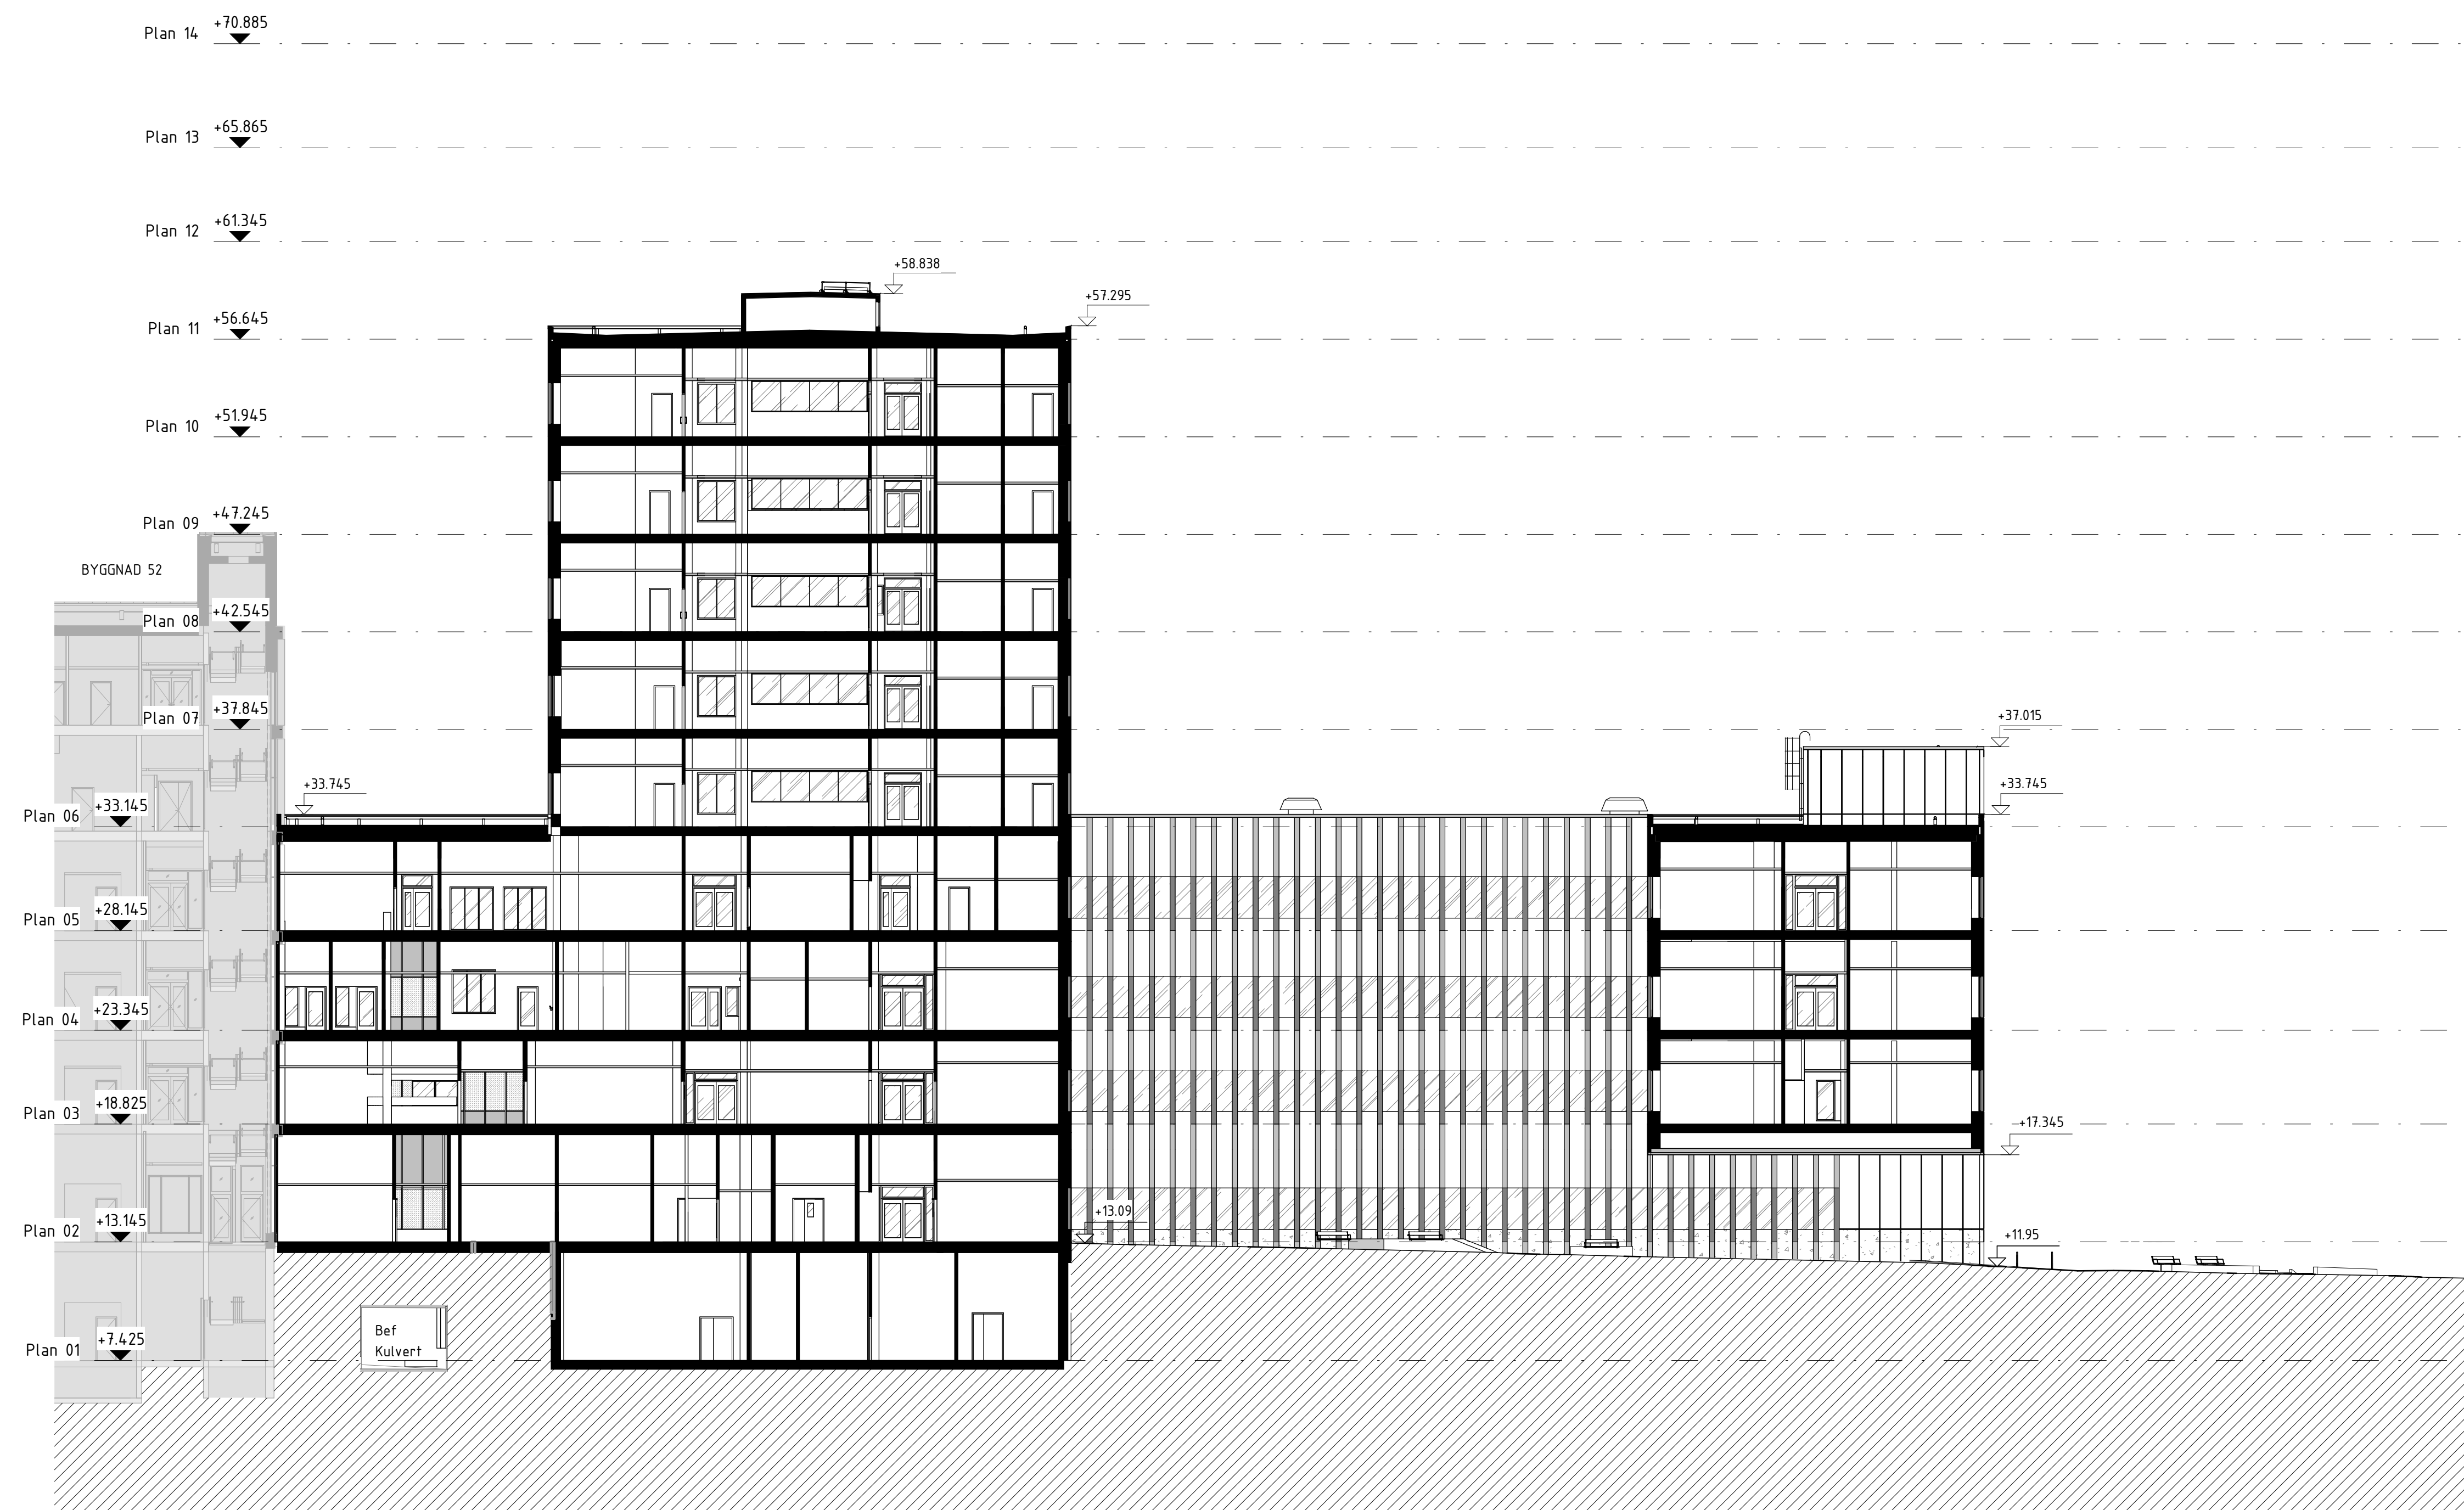 Plan 14 +70.885
Plan 13 +65.865
Plan 12 +61.345
+58.838
+57.295
Plan 11 +56.645
Plan 10 +51.945
Plan 09 +47.245
BYGGNAD 52
Plan 08 +42.545
Plan 07 +37.845
+37.015
+33.745
+33.745
Plan 06 +33.145
Plan 05 +28.145
Plan 04 +23.345
Plan 03 +18.825
+17.345
Plan 02 +13.145
+13.09
+11.95
Bef
Kulvert
Plan 01 +7.425